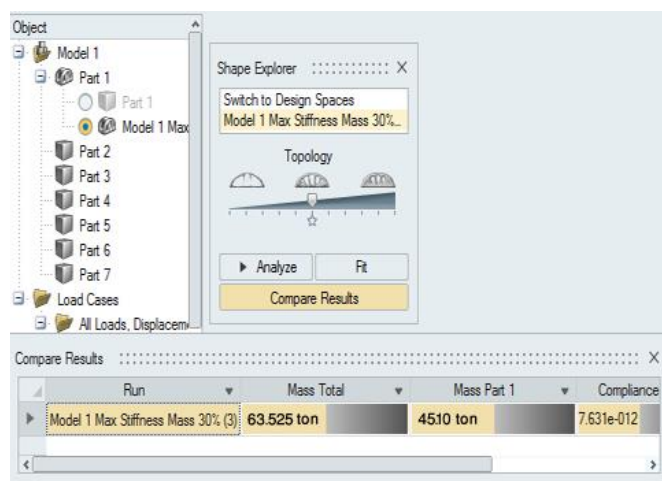 Object
Model 1
Part 1
Part 1
Model 1 Max
Part 2
Part 3
Part 4
Part 5
Part 6
Part 7
Load Cases
All Loads, Displacem
Shape Explorer
Switch to Design Spaces
Model 1 Max Stiffness Mass 30%...
Topology
Analyze Fit
Compare Results
Compare Results
Run Mass Total Mass Part 1 Compliance
Model 1 Max Stiffness Mass 30% (3) 63.525 ton 4510 ton 7.631e-012